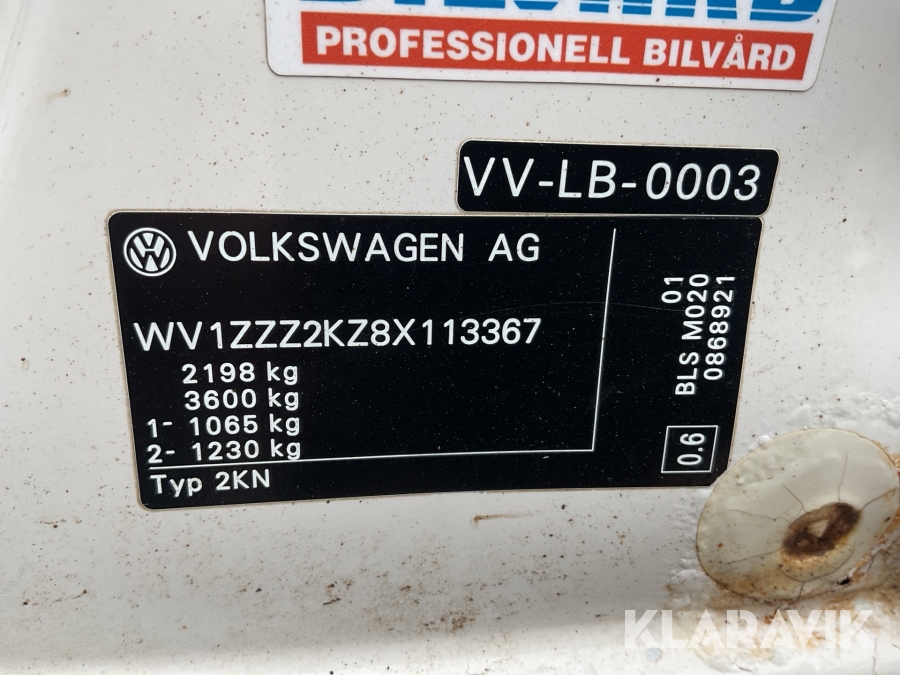 PROFESSIONELL BILVÅRD
VV-LB-0003
VOLKSWAGEN AG
WV1ZZZ2KZ8X113367
2198 kg
3600 kg
1- 1065 kg
2- 1230 kg
Typ 2KN
01
BLS M020
0868921
0.6
KLARAVIK